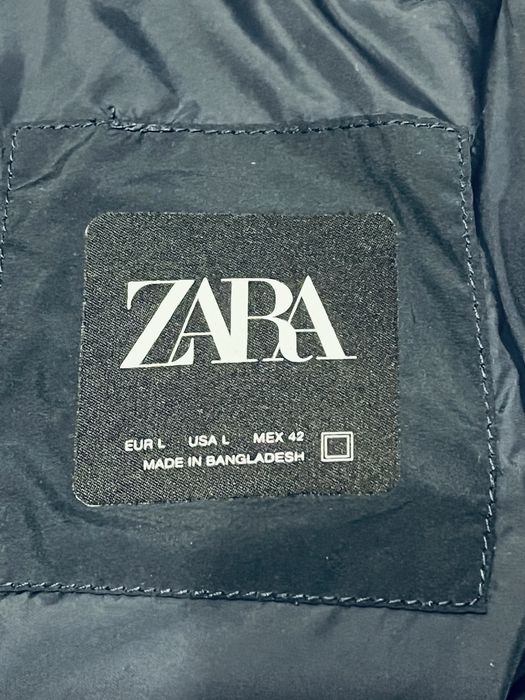 ZARA
EUR L USA L MEX 42
MADE IN BANGLADESH